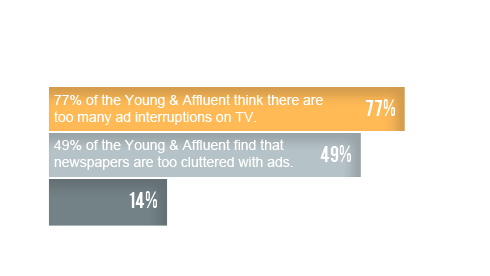 77% of the Young & Affluent think there are
too many ad interruptions on TV.
77%
49% of the Young & Affluent find that
newspapers are too cluttered with ads.
49%
14%